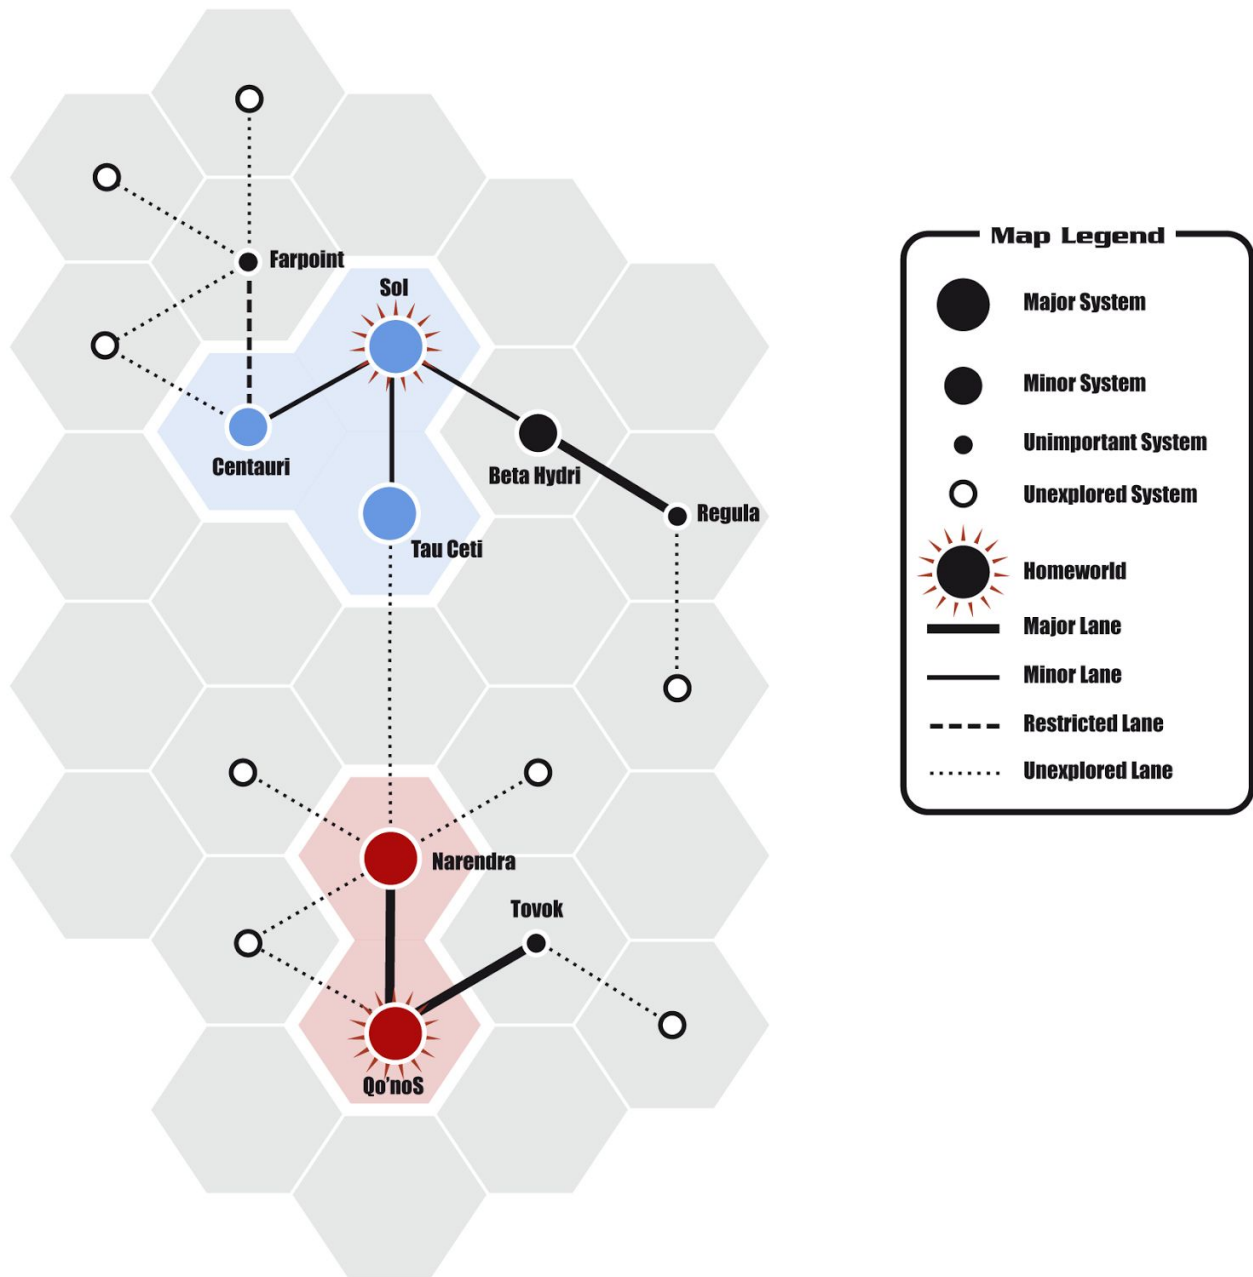 Farpoint
Sol
Centauri
Beta Hydri
Tau Ceti
Regula
Narendra
Tovok
Qo'noS
Map Legend
Major System
Minor System
Unimportant System
Unexplored System
Homeworld
Major Lane
Minor Lane
Restricted Lane
Unexplored Lane